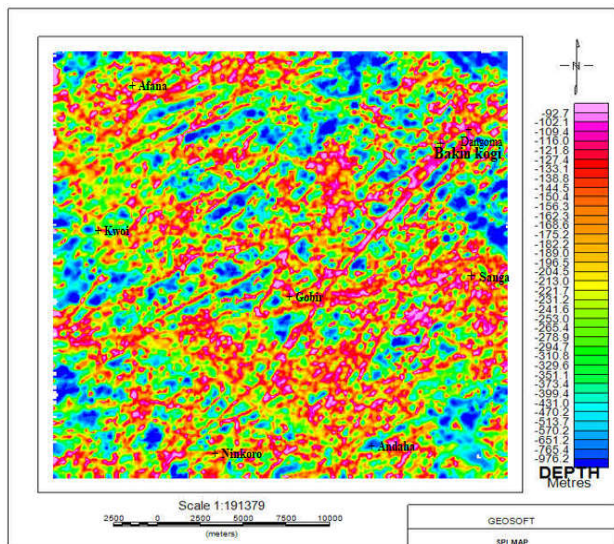 N
Afana
Dangoma
Bakin kogi
Kwoi
Sanga
Gobir
Andaha
Ninkoro
-92.7
-102.1
-109.4
-116.0
-121.8
-127.4
-133.1
-138.8
-144.5
-150.4
-156.3
-162.3
-168.6
-175.2
-182.2
-189.0
-196.5
-204.5
-213.0
-221.7
-231.2
-241.6
-253.0
-265.4
-278.9
-294.7
-310.8
-329.6
-351.1
-373.4
-399.4
-431.0
-470.2
-513.7
-570.2
-651.2
-765.4
-976.2
DEPTH
Metres
Scale 1:191379
2500 0 2500 5000 7500 10000
(meters)
GEOSOFT
SPI MAP